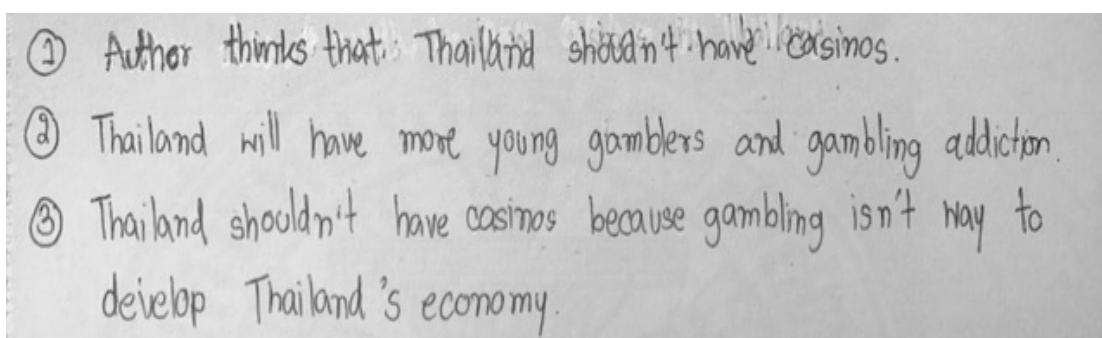 ① Author thinks that Thailand shouldn't have casinos.
② Thailand will have more young gamblers and gambling addiction.
③ Thailand shouldn't have casinos because gambling isn't way to
develop Thailand's economy.